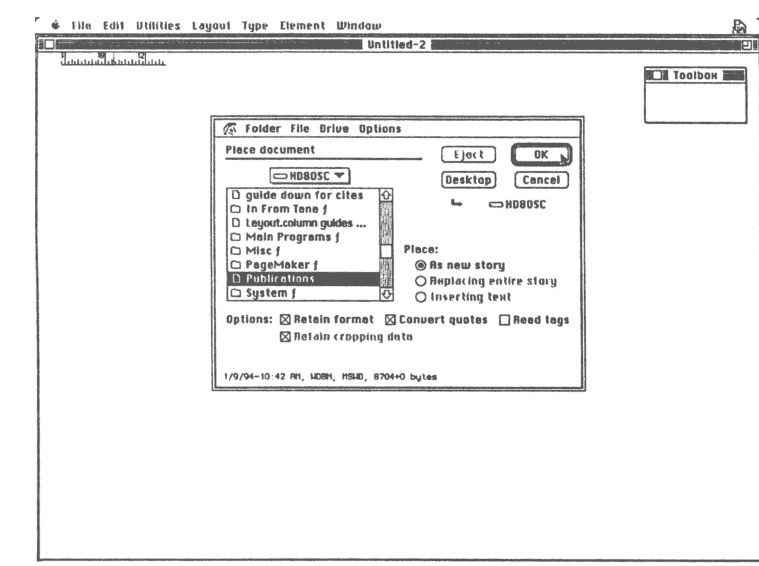 File Edit Utilities Layout Type Element Window
Untitled-2
Toolbox
Folder File Drive Options
Place document
Eject OK
HD80SC
Desktop Cancel
guide down for cites
HD80SC
In From Tana ƒ
Layout.column guides ...
Main Programs ƒ
Misc ƒ
Place:
PageMaker ƒ
As new story
Publications
Replacing entire story
System ƒ
Inserting text
Options: Retain format Convert quotes Read tags
Retain cropping data
1/9/94-10:42 AM, WDBN, MSWD, 8704+0 bytes